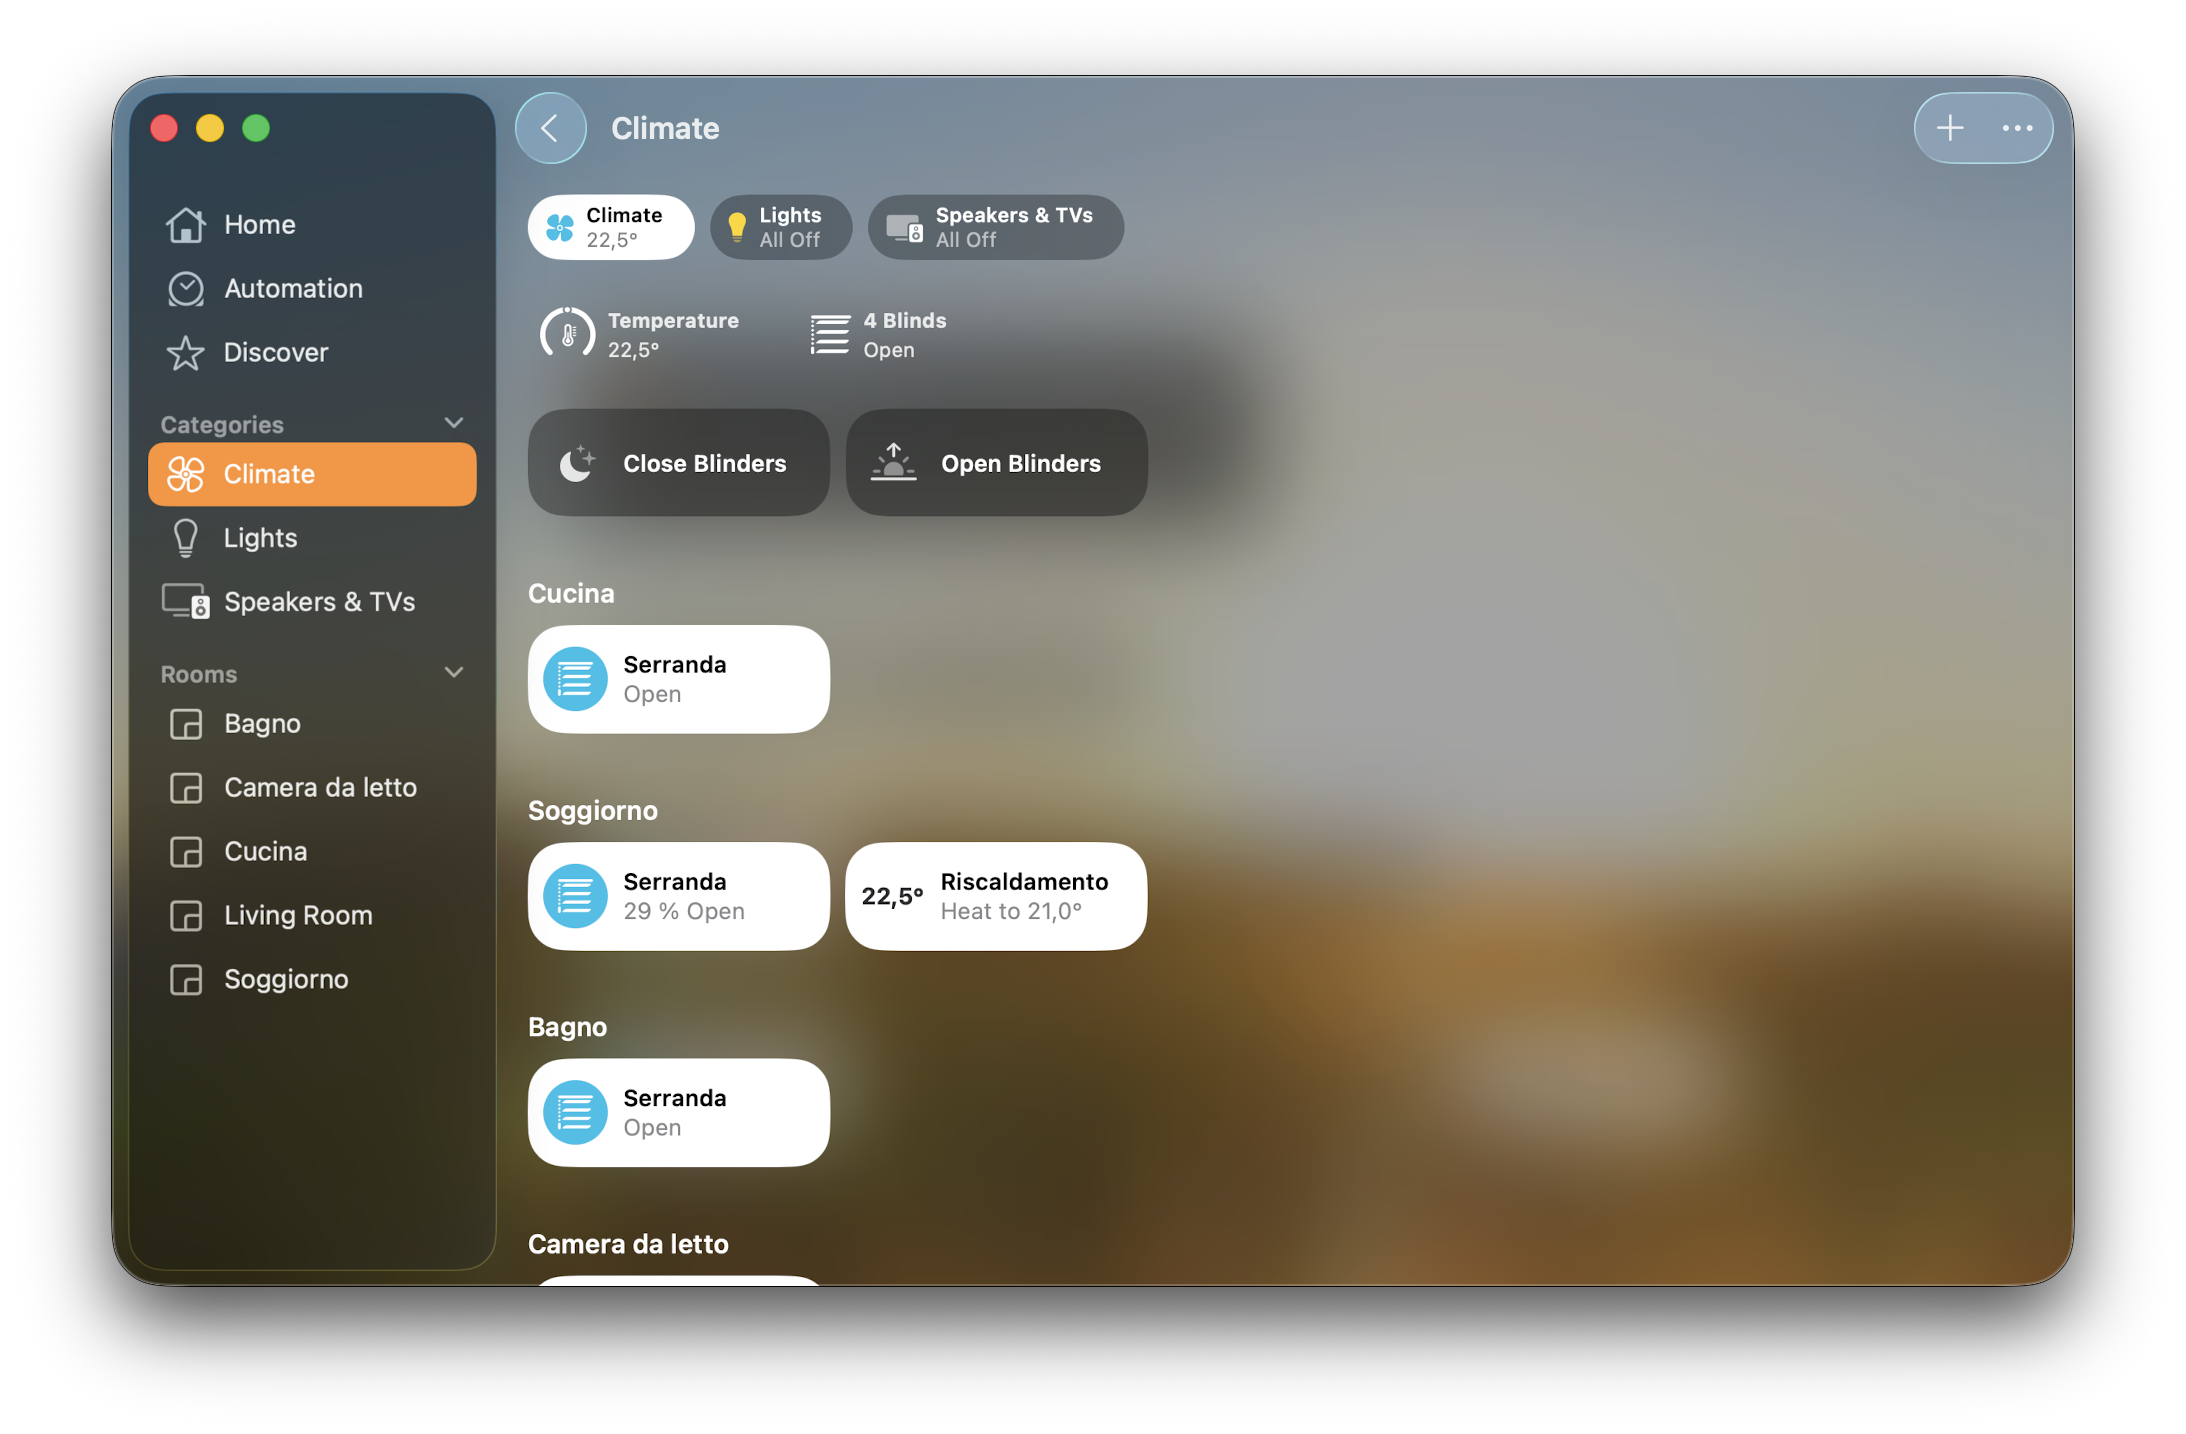 Home
Automation
Discover
Categories
Climate
Lights
Speakers & TVs
Rooms
Bagno
Camera da letto
Cucina
Living Room
Soggiorno
Climate
Climate
22,5°
Lights
All Off
Speakers & TVs
All Off
Temperature
22,5°
4 Blinds
Open
Close Blinders
Open Blinders
Cucina
Serranda
Open
Soggiorno
Serranda
29 % Open
22,5°
Riscaldamento
Heat to 21,0°
Bagno
Serranda
Open
Camera da letto